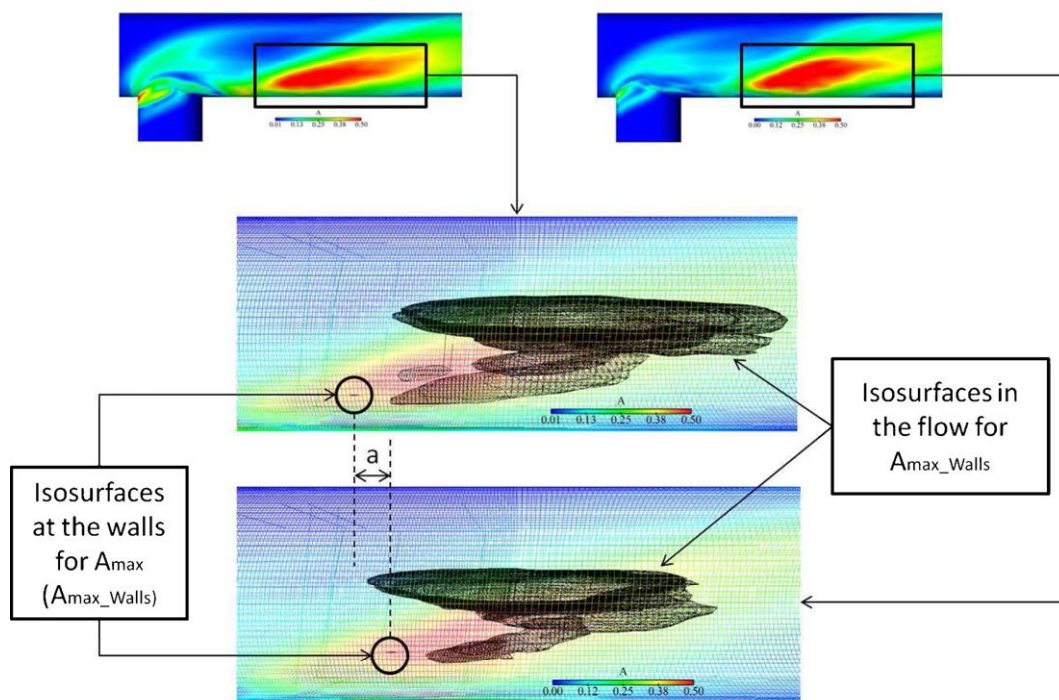 A
0.01 0.13 0.25 0.38 0.50
A
0.00 0.12 0.25 0.38 0.50
A
0.01 0.13 0.25 0.38 0.50
Isosurfaces in
the flow for
Amax_Walls
a
Isosurfaces
at the walls
for Amax
(Amax_Walls)
A
0.00 0.12 0.25 0.38 0.50